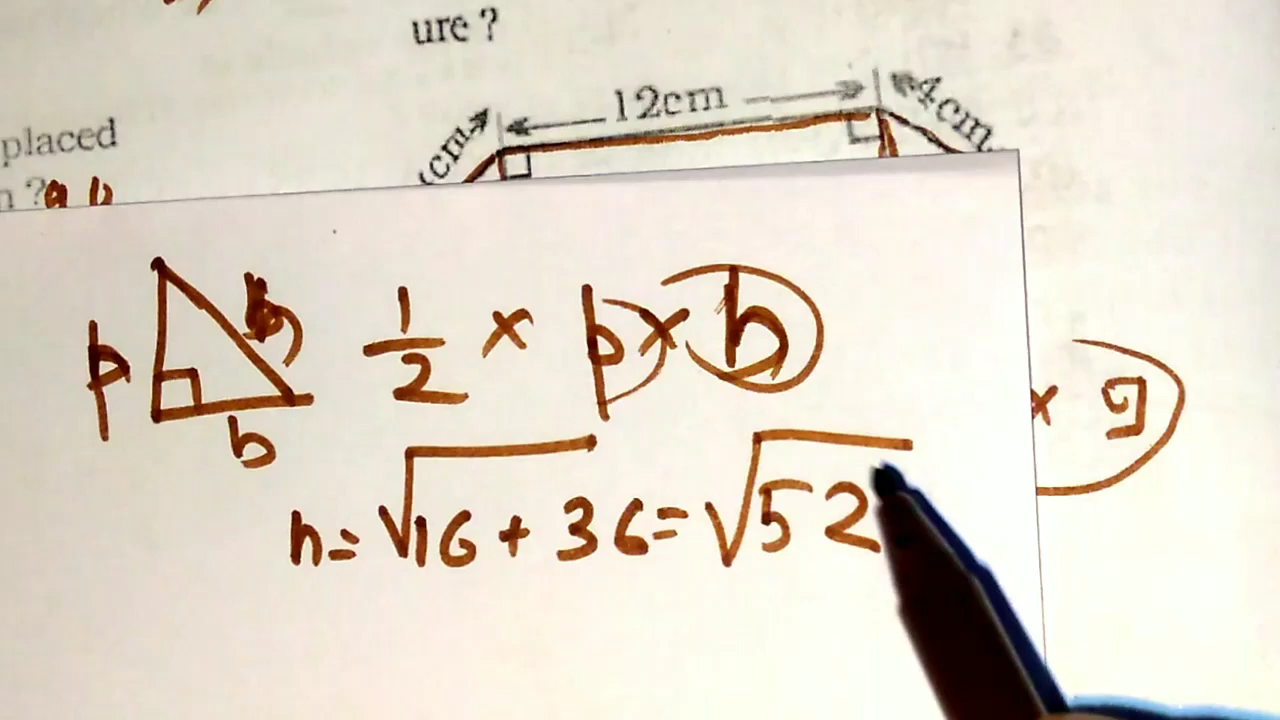 ure ?
12cm
4cm
cm
placed
n ?
p
h
b
1/2 × p × b
h = √16 + 36 = √52
× 9